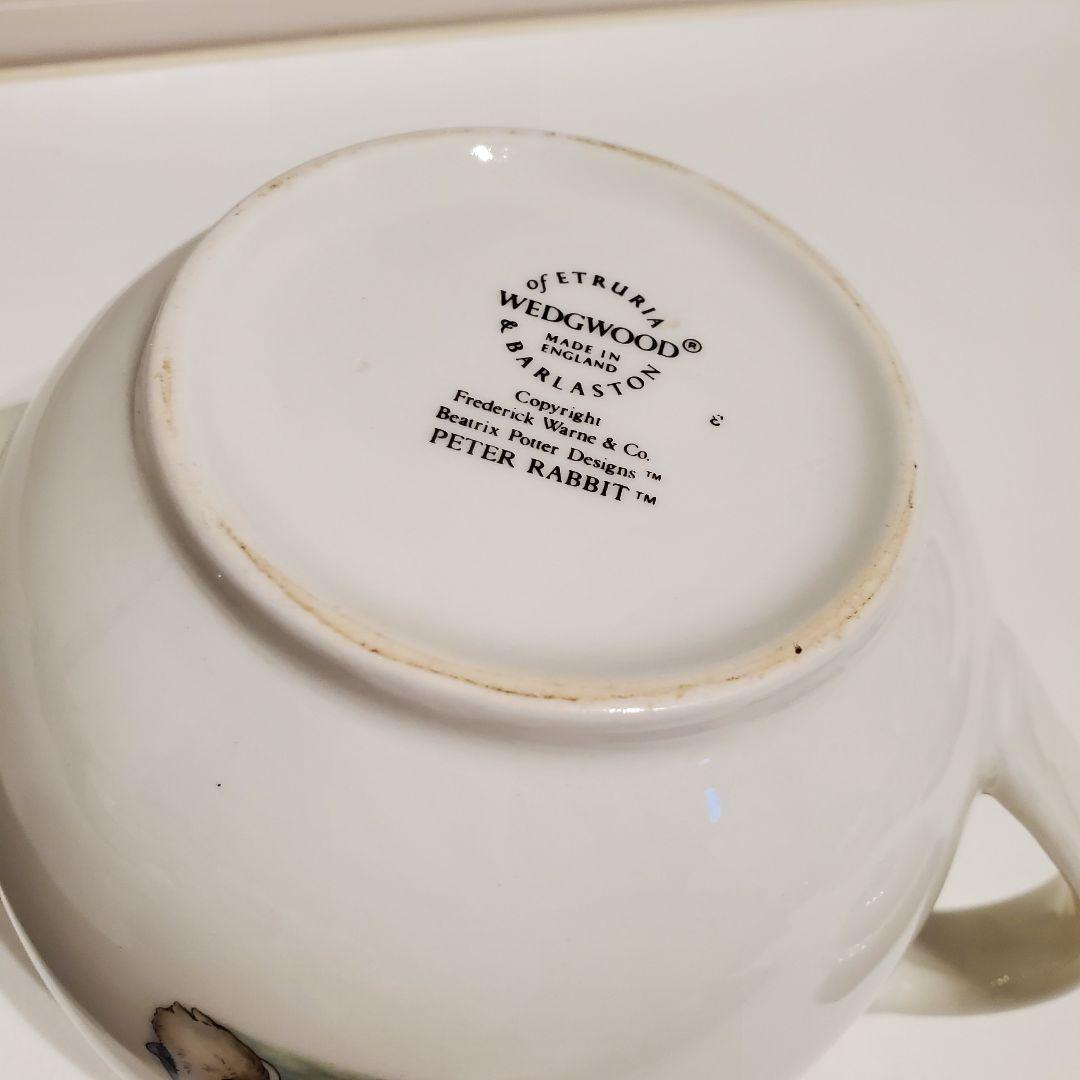 of ETRURIA
WEDGWOOD®
MADE IN
ENGLAND
& BARLASTON
Copyright
Frederick Warne & Co.
Beatrix Potter Designs ™
PETER RABBIT ™